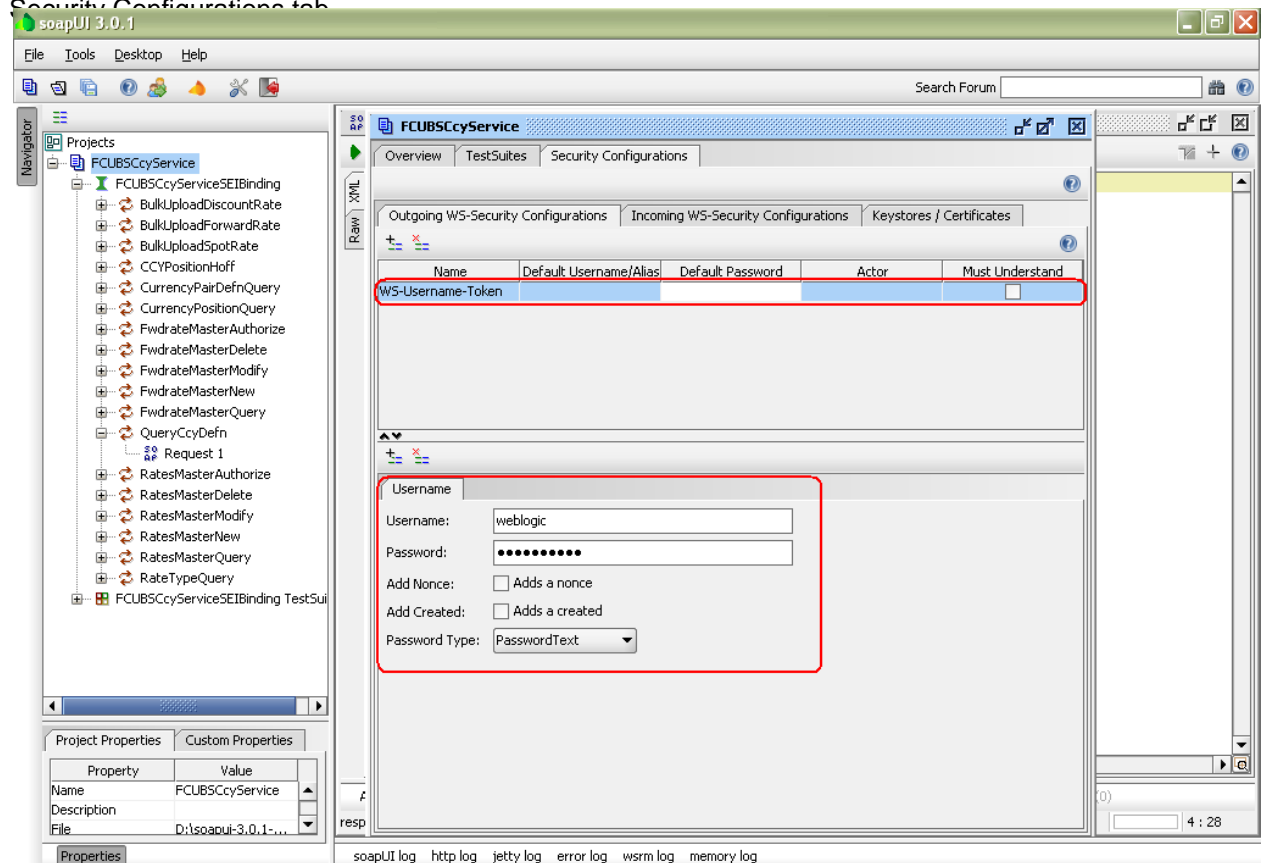 Security Configurations tab
soapUI 3.0.1
File Tools Desktop Help
Search Forum
Navigator
Projects
FCUBSCcyService
FCUBSCcyServiceSEIBinding
BulkUploadDiscountRate
BulkUploadForwardRate
BulkUploadSpotRate
CCYPositionHoff
CurrencyPairDefnQuery
CurrencyPositionQuery
FwdrateMasterAuthorize
FwdrateMasterDelete
FwdrateMasterModify
FwdrateMasterNew
FwdrateMasterQuery
QueryCcyDefn
SOAP Request 1
RatesMasterAuthorize
RatesMasterDelete
RatesMasterModify
RatesMasterNew
RatesMasterQuery
RateTypeQuery
FCUBSCcyServiceSEIBinding TestSui
Project Properties Custom Properties
Property Value
Name FCUBSCcyService
Description
File D:\soapui-3.0.1-...
Properties
SOAP
XML
Raw
FCUBSCcyService
Overview TestSuites Security Configurations
Outgoing WS-Security Configurations Incoming WS-Security Configurations Keystores / Certificates
Name Default Username/Alias Default Password Actor Must Understand
WS-Username-Token
Username
Username: weblogic
Password: ••••••••••
Add Nonce: Adds a nonce
Add Created: Adds a created
Password Type: PasswordText
A
(0)
resp
4 : 28
soapUI log http log jetty log error log wsrm log memory log